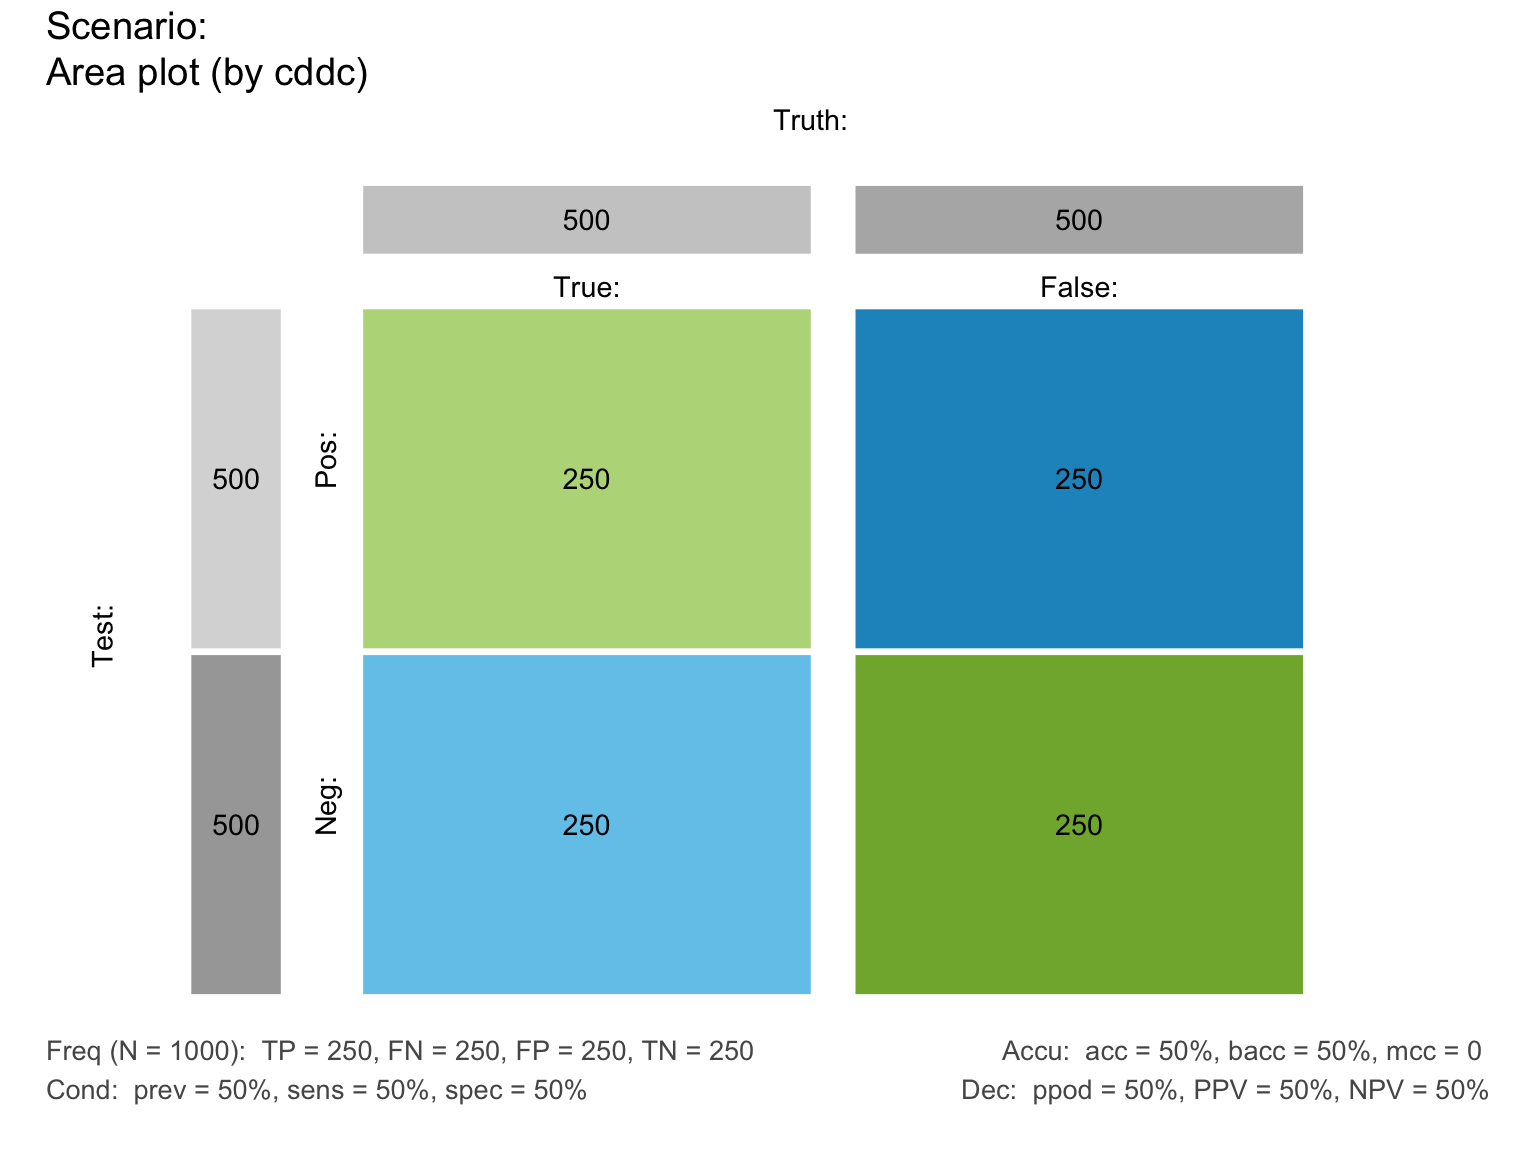 Scenario:
Area plot (by cddc)
Truth:
500 500
True: False:
500 Pos: 250 250
Test:
500 Neg: 250 250
Freq (N = 1000):  TP = 250, FN = 250, FP = 250, TN = 250 Accu:  acc = 50%, bacc = 50%, mcc = 0
Cond:  prev = 50%, sens = 50%, spec = 50% Dec:  ppod = 50%, PPV = 50%, NPV = 50%